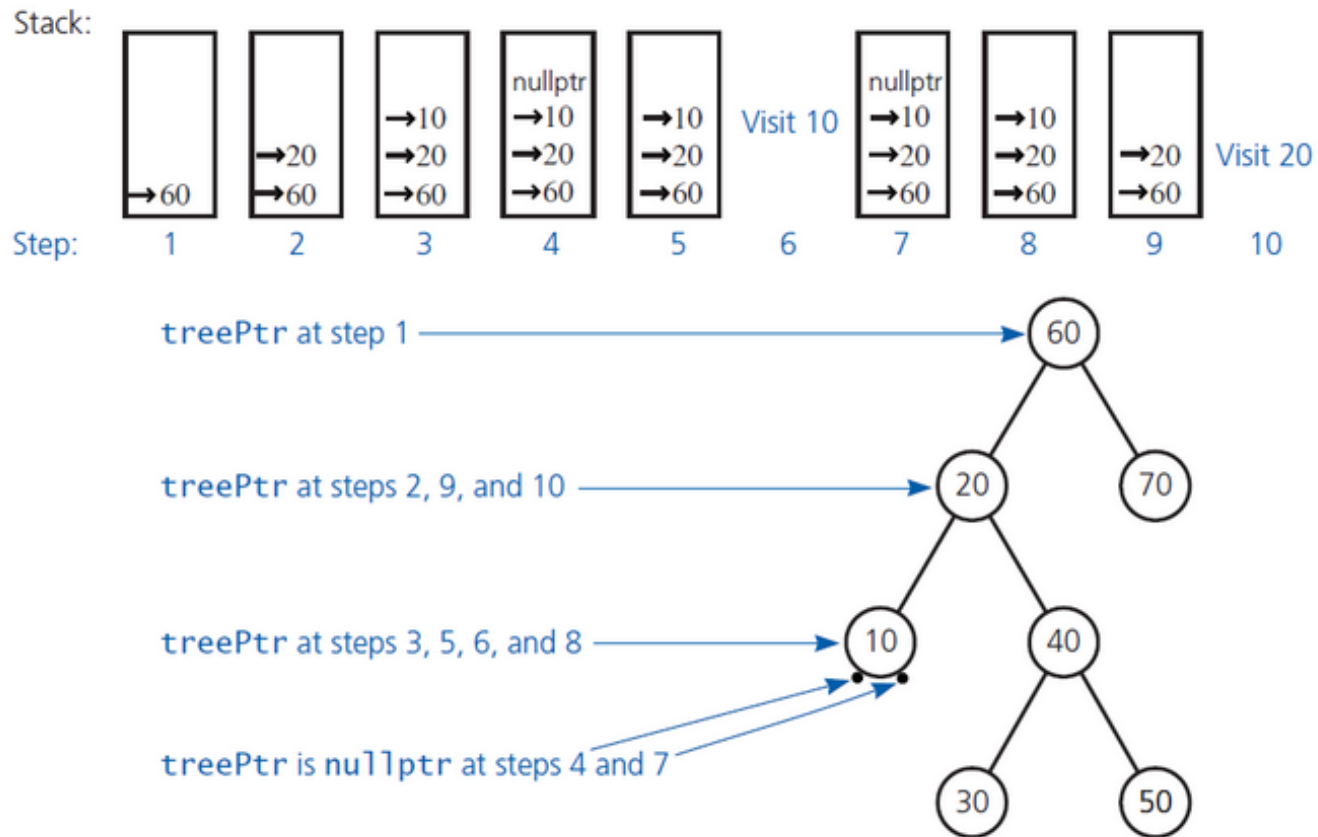 Stack:
nullptr nullptr
→10 →10 →10 Visit 10 →10 →10
→20 →20 →20 →20 →20 →20 →20 Visit 20
→60 →60 →60 →60 →60 →60 →60 →60
Step: 1 2 3 4 5 6 7 8 9 10
treePtr at step 1 60
treePtr at steps 2, 9, and 10 20 70
treePtr at steps 3, 5, 6, and 8 10 40
treePtr is nullptr at steps 4 and 7
30 50